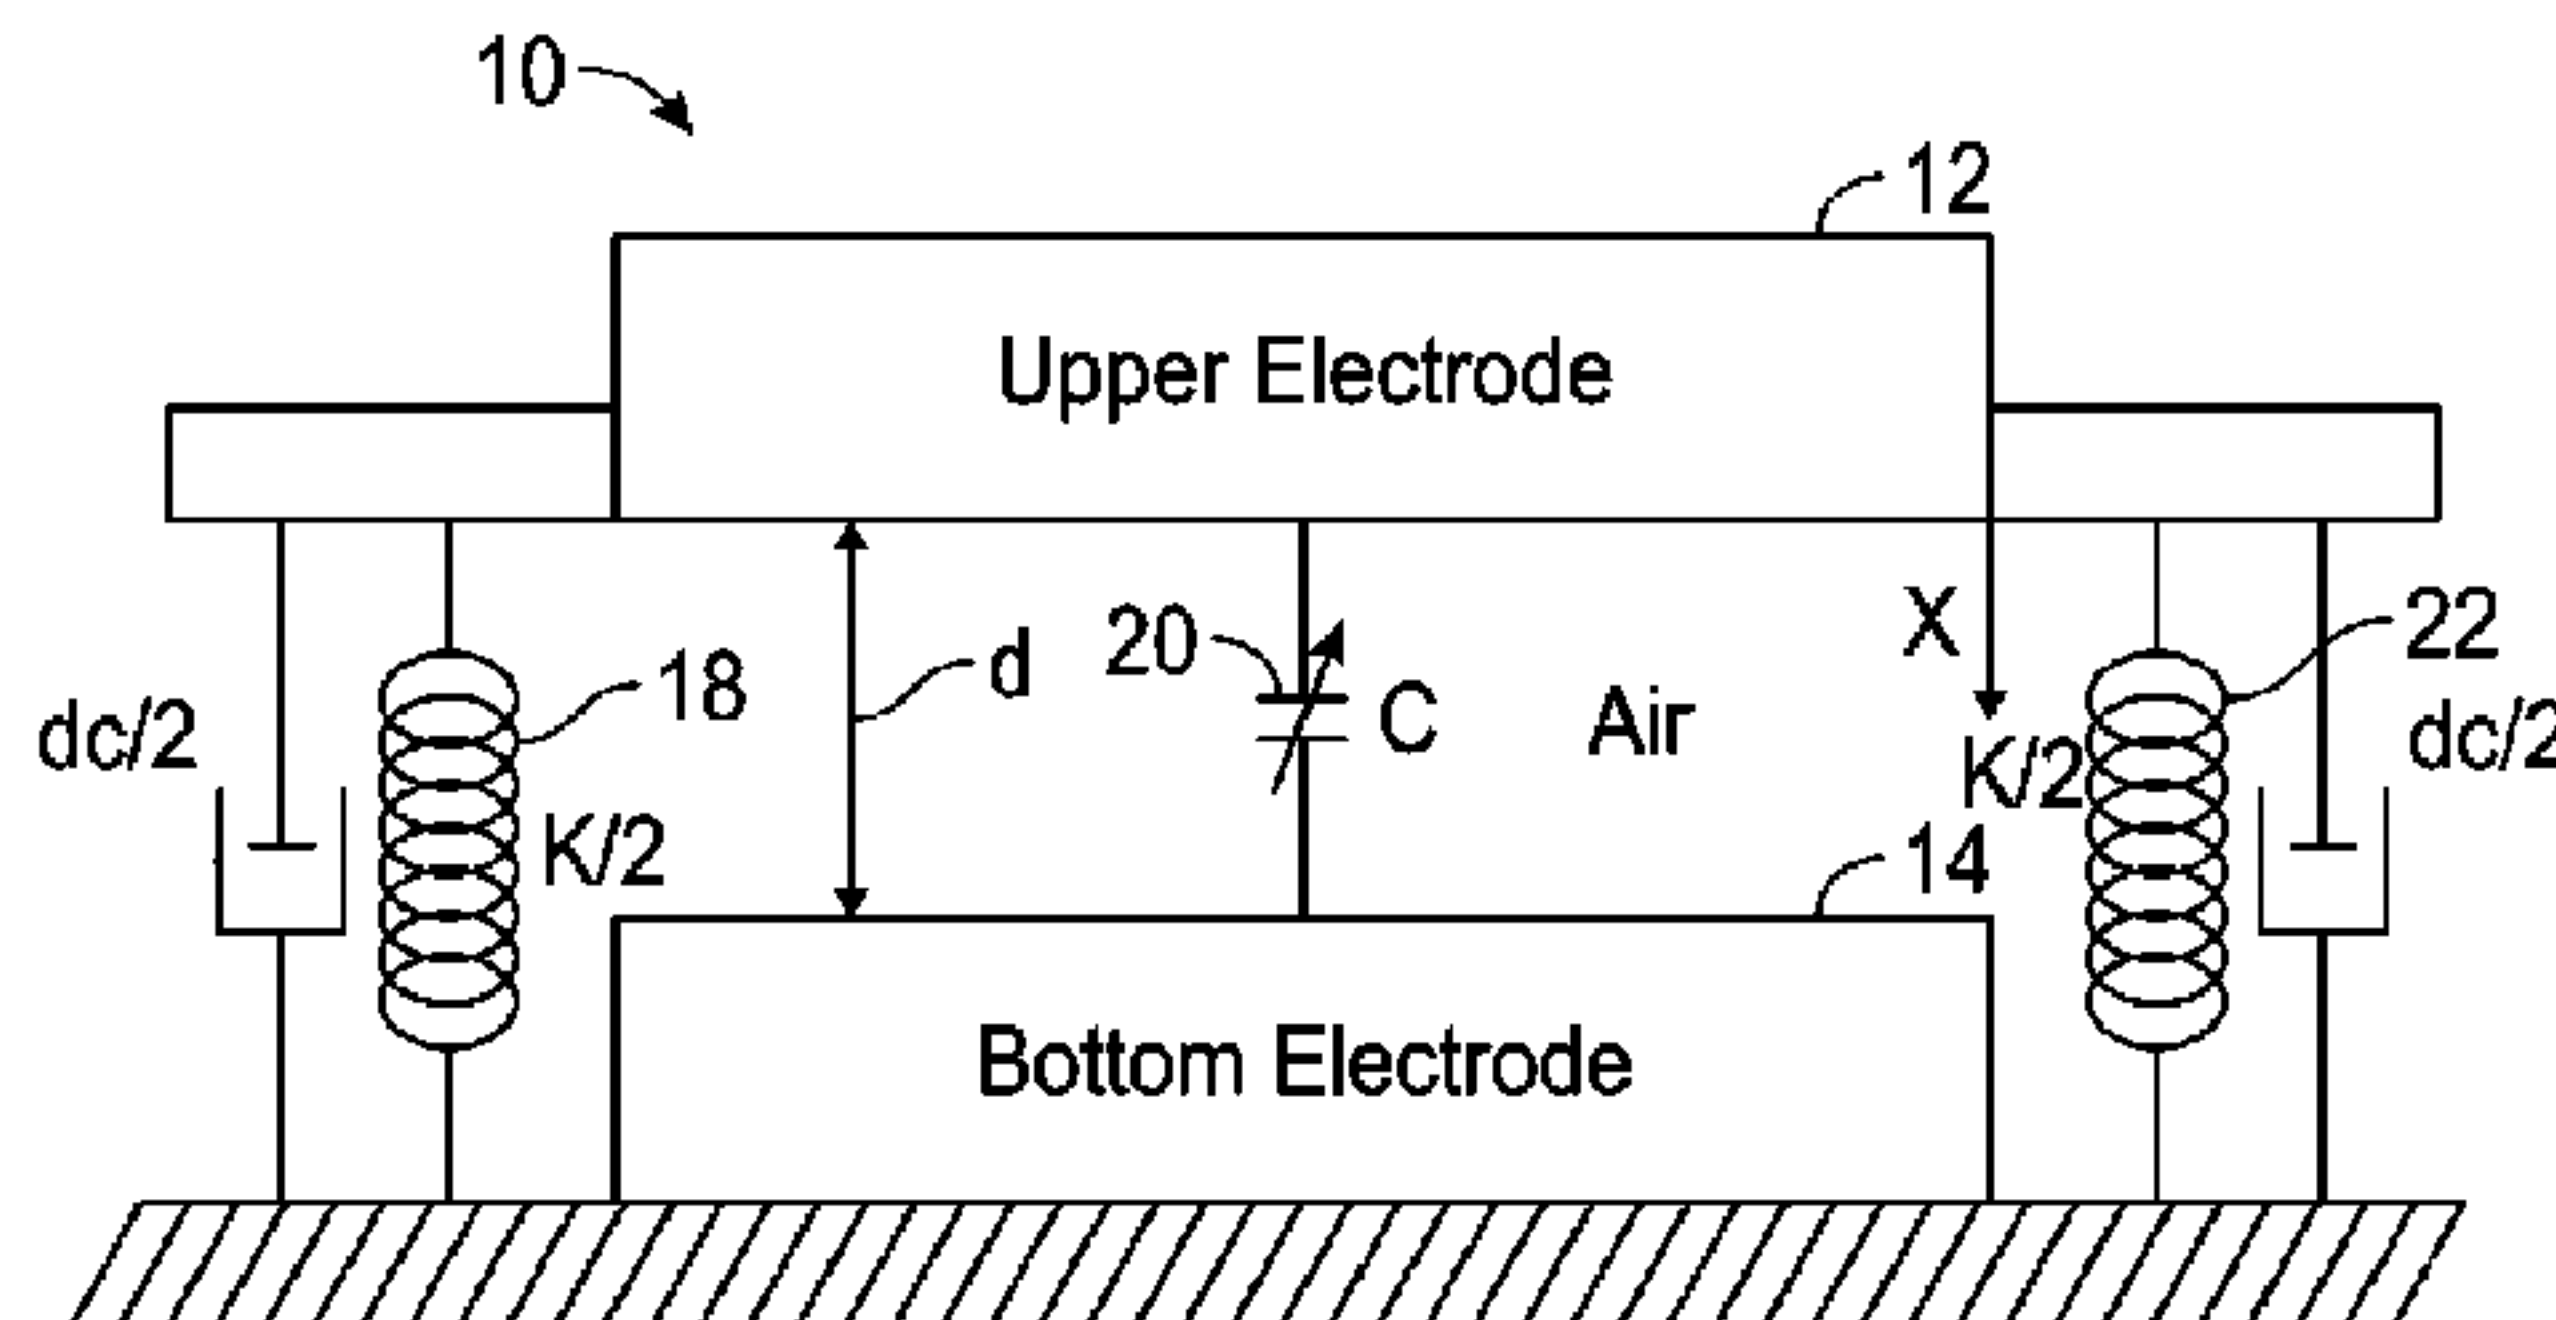 10
12
Upper Electrode
X
22
20
d
18
C
Air
dc/2
K/2
dc/2
K/2
14
Bottom Electrode